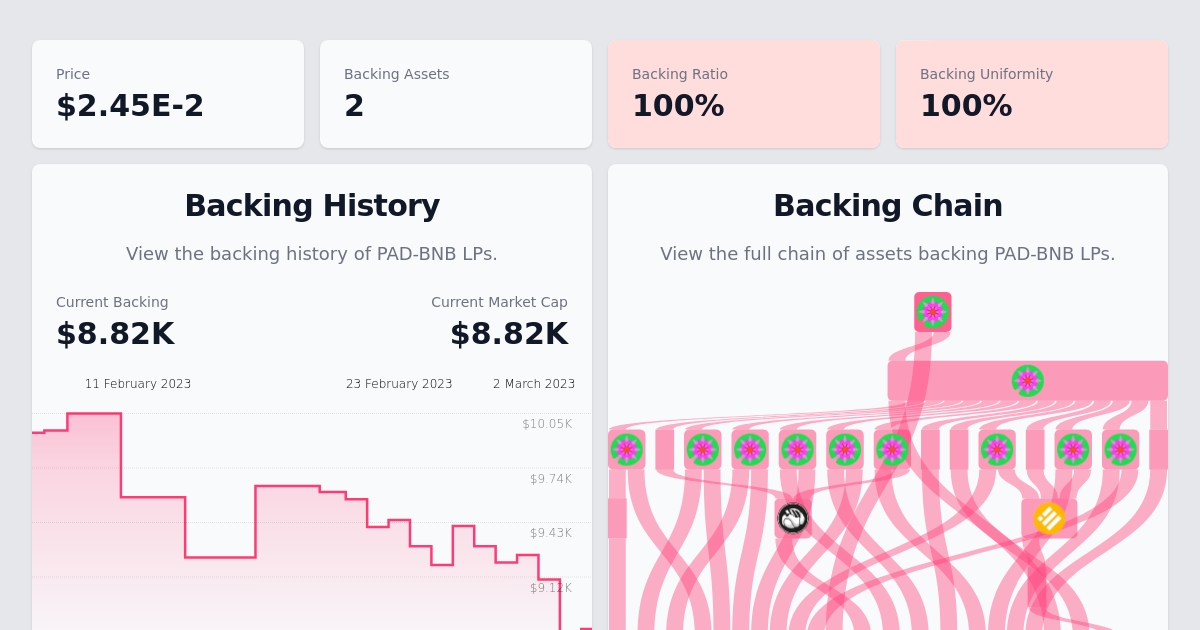 Price
$2.45E-2
Backing Assets
2
Backing Ratio
100%
Backing Uniformity
100%
Backing History
View the backing history of PAD-BNB LPs.
Current Backing
$8.82K
Current Market Cap
$8.82K
11 February 2023
23 February 2023
2 March 2023
$10.05K
$9.74K
$9.43K
$9.12K
Backing Chain
View the full chain of assets backing PAD-BNB LPs.